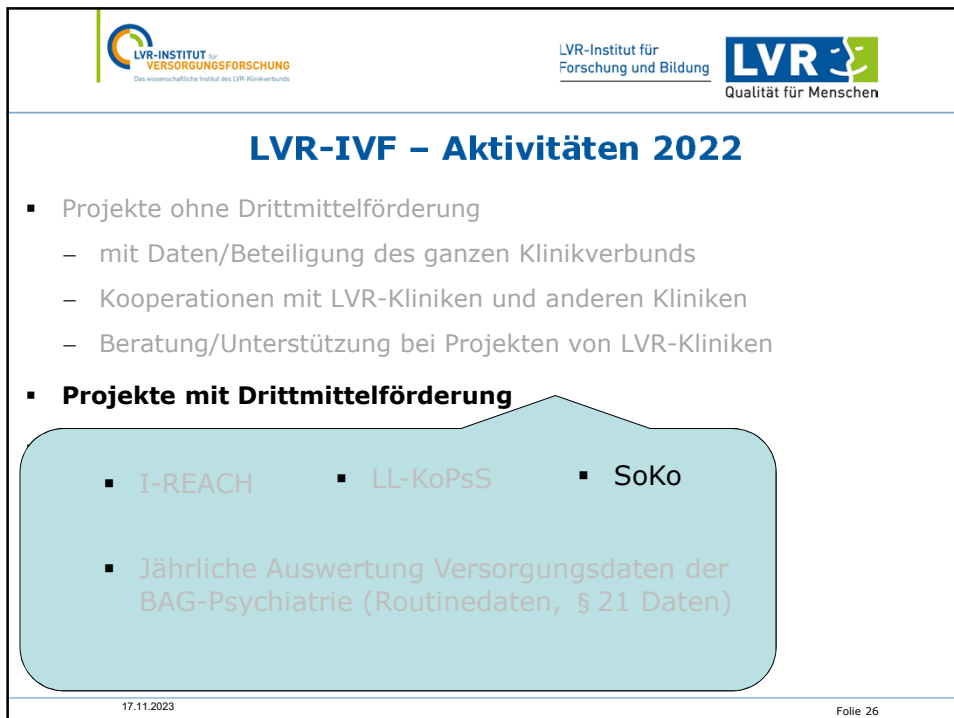 LVR-INSTITUT für
VERSORGUNGSFORSCHUNG
Das wissenschaftliche Institut des LVR-Klinikverbunds
LVR-Institut für
Forschung und Bildung
LVR
Qualität für Menschen
LVR-IVF – Aktivitäten 2022
▪ Projekte ohne Drittmittelförderung
– mit Daten/Beteiligung des ganzen Klinikverbunds
– Kooperationen mit LVR-Kliniken und anderen Kliniken
– Beratung/Unterstützung bei Projekten von LVR-Kliniken
▪ Projekte mit Drittmittelförderung
▪ I-REACH ▪ LL-KoPsS ▪ SoKo
▪ Jährliche Auswertung Versorgungsdaten der
BAG-Psychiatrie (Routinedaten, § 21 Daten)
17.11.2023
Folie 26